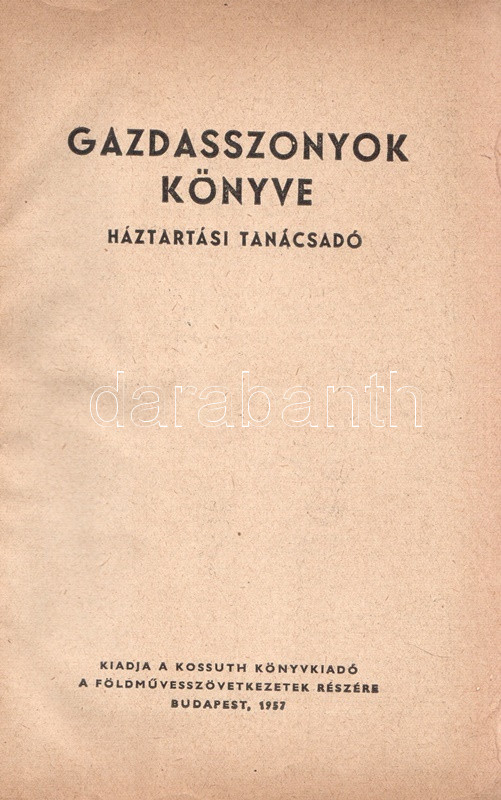 GAZDASSZONYOK
KÖNYVE
HÁZTARTÁSI TANÁCSADÓ
darabanth
KIADJA A KOSSUTH KÖNYVKIADÓ
A FÖLDMŰVESSZÖVETKEZETEK RÉSZÉRE
BUDAPEST, 1957